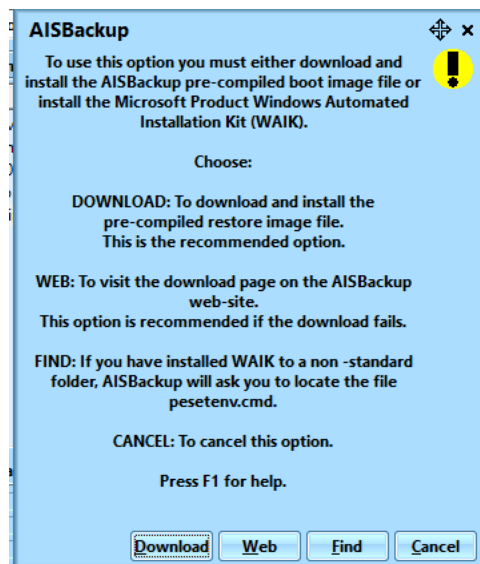 AISBackup
To use this option you must either download and
install the AISBackup pre-compiled boot image file or
install the Microsoft Product Windows Automated
Installation Kit (WAIK).
Choose:
DOWNLOAD: To download and install the
pre-compiled restore image file.
This is the recommended option.
WEB: To visit the download page on the AISBackup
web-site.
This option is recommended if the download fails.
FIND: If you have installed WAIK to a non -standard
folder, AISBackup will ask you to locate the file
pesetenv.cmd.
CANCEL: To cancel this option.
Press F1 for help.
Download Web Find Cancel